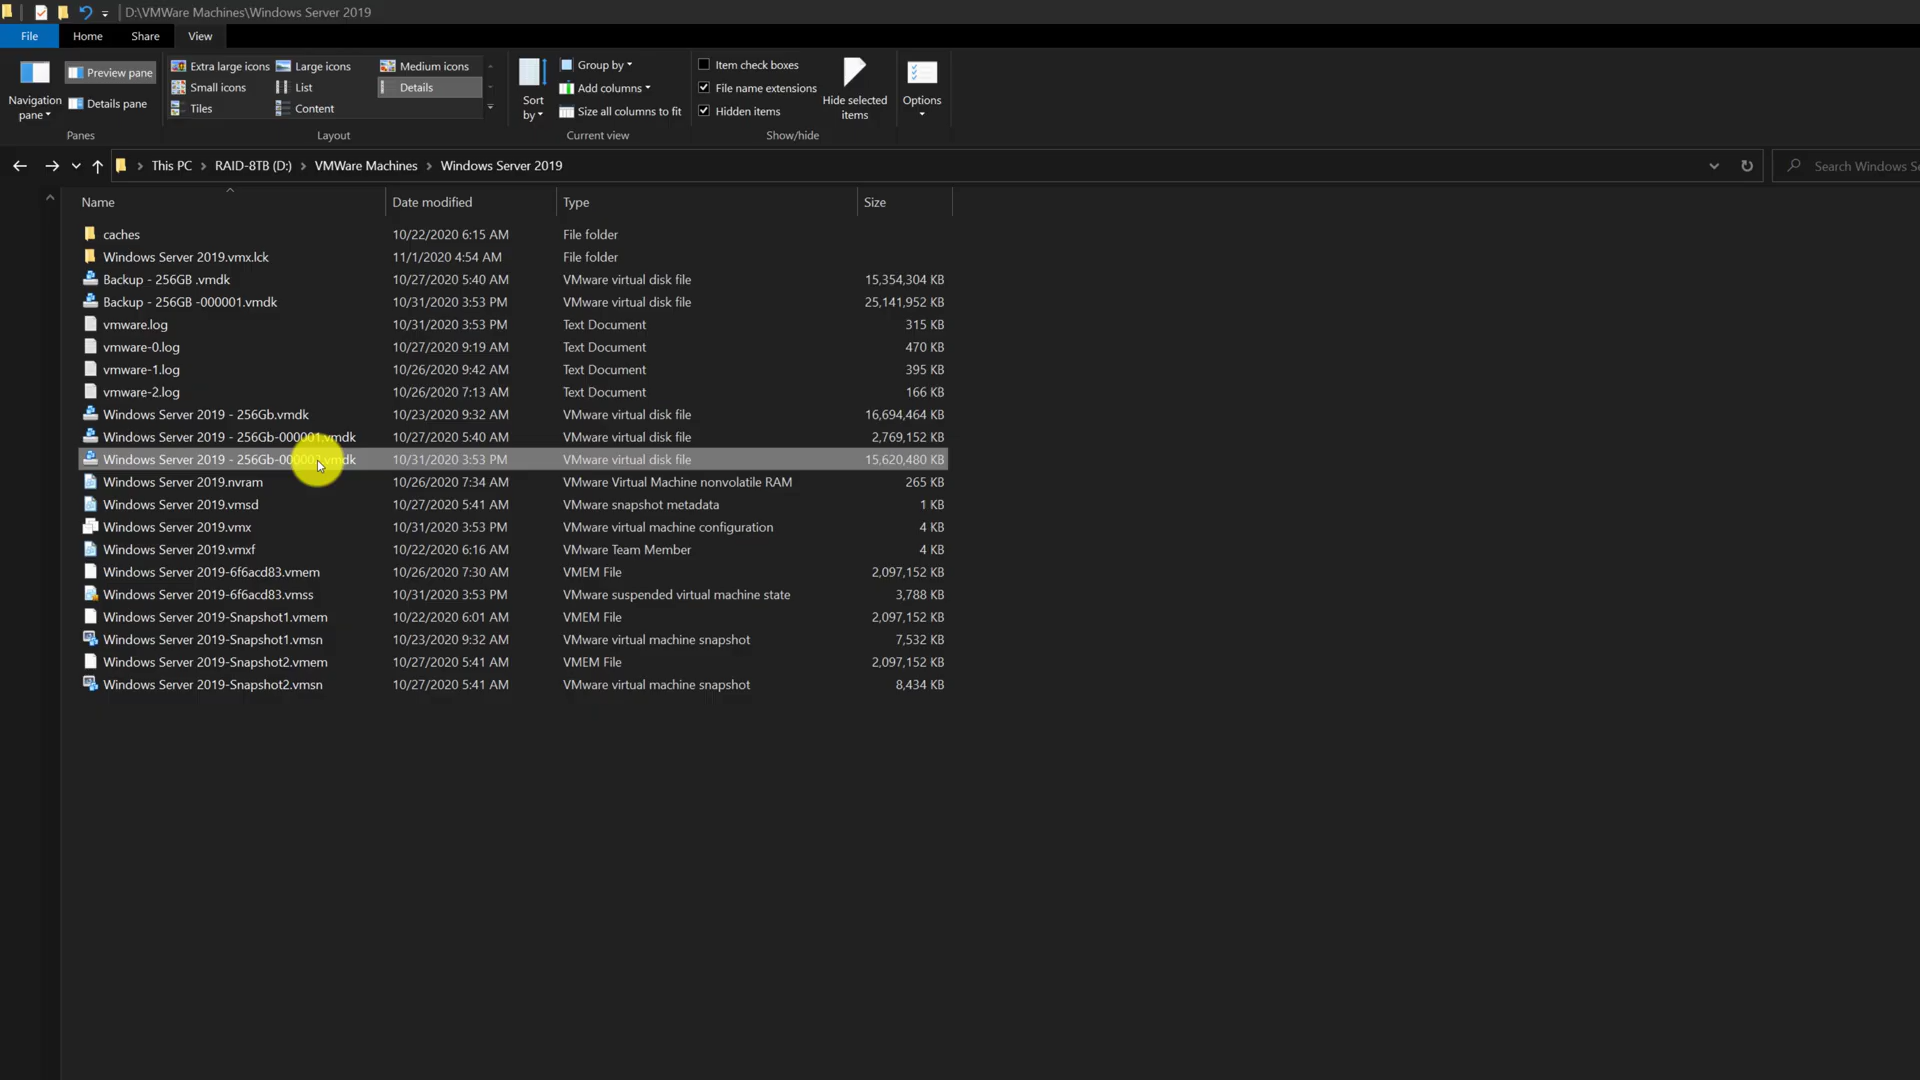 D:\VMWare Machines\Windows Server 2019
File Home Share View
Navigation pane
Preview pane
Details pane
Panes
Extra large icons Large icons Medium icons
Small icons List Details
Tiles Content
Layout
Sort by
Group by
Add columns
Size all columns to fit
Current view
Item check boxes
File name extensions
Hidden items
Hide selected items
Show/hide
Options
This PC RAID-8TB (D:) VMWare Machines Windows Server 2019
Search Windows Se
Name Date modified Type Size
caches 10/22/2020 6:15 AM File folder
Windows Server 2019.vmx.lck 11/1/2020 4:54 AM File folder
Backup - 256GB .vmdk 10/27/2020 5:40 AM VMware virtual disk file 15,354,304 KB
Backup - 256GB -000001.vmdk 10/31/2020 3:53 PM VMware virtual disk file 25,141,952 KB
vmware.log 10/31/2020 3:53 PM Text Document 315 KB
vmware-0.log 10/27/2020 9:19 AM Text Document 470 KB
vmware-1.log 10/26/2020 9:42 AM Text Document 395 KB
vmware-2.log 10/26/2020 7:13 AM Text Document 166 KB
Windows Server 2019 - 256Gb.vmdk 10/23/2020 9:32 AM VMware virtual disk file 16,694,464 KB
Windows Server 2019 - 256Gb-000001.vmdk 10/27/2020 5:40 AM VMware virtual disk file 2,769,152 KB
Windows Server 2019 - 10/31/2020 3:53 PM VMware virtual disk file 15,620,480 KB
Windows Server 2019.nvram 10/26/2020 7:34 AM VMware Virtual Machine nonvolatile RAM 265 KB
Windows Server 2019.vmsd 10/27/2020 5:41 AM VMware snapshot metadata 1 KB
Windows Server 2019.vmx 10/31/2020 3:53 PM VMware virtual machine configuration 4 KB
Windows Server 2019.vmxf 10/22/2020 6:16 AM VMware Team Member 4 KB
Windows Server 2019-6f6acd83.vmem 10/26/2020 7:30 AM VMEM File 2,097,152 KB
Windows Server 2019-6f6acd83.vmss 10/31/2020 3:53 PM VMware suspended virtual machine state 3,788 KB
Windows Server 2019-Snapshot1.vmem 10/22/2020 6:01 AM VMEM File 2,097,152 KB
Windows Server 2019-Snapshot1.vmsn 10/23/2020 9:32 AM VMware virtual machine snapshot 7,532 KB
Windows Server 2019-Snapshot2.vmem 10/27/2020 5:41 AM VMEM File 2,097,152 KB
Windows Server 2019-Snapshot2.vmsn 10/27/2020 5:41 AM VMware virtual machine snapshot 8,434 KB